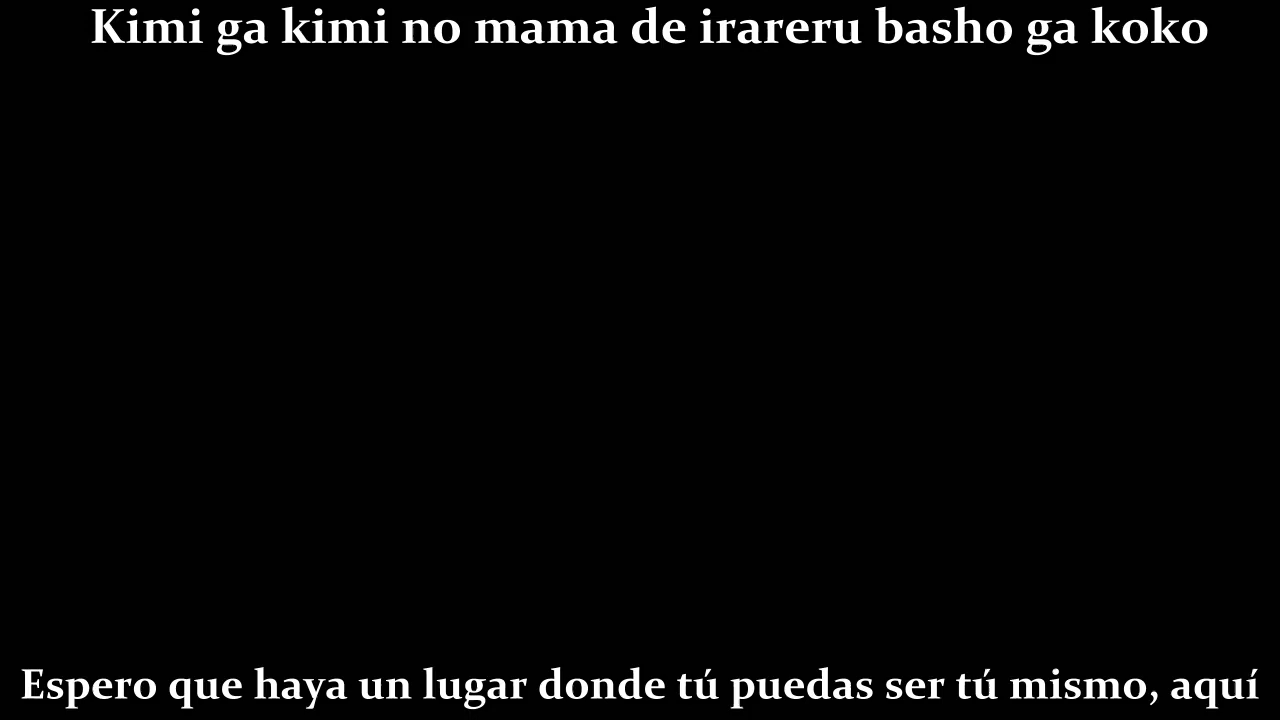 Kimi ga kimi no mama de irareru basho ga koko
Espero que haya un lugar donde tú puedas ser tú mismo, aquí